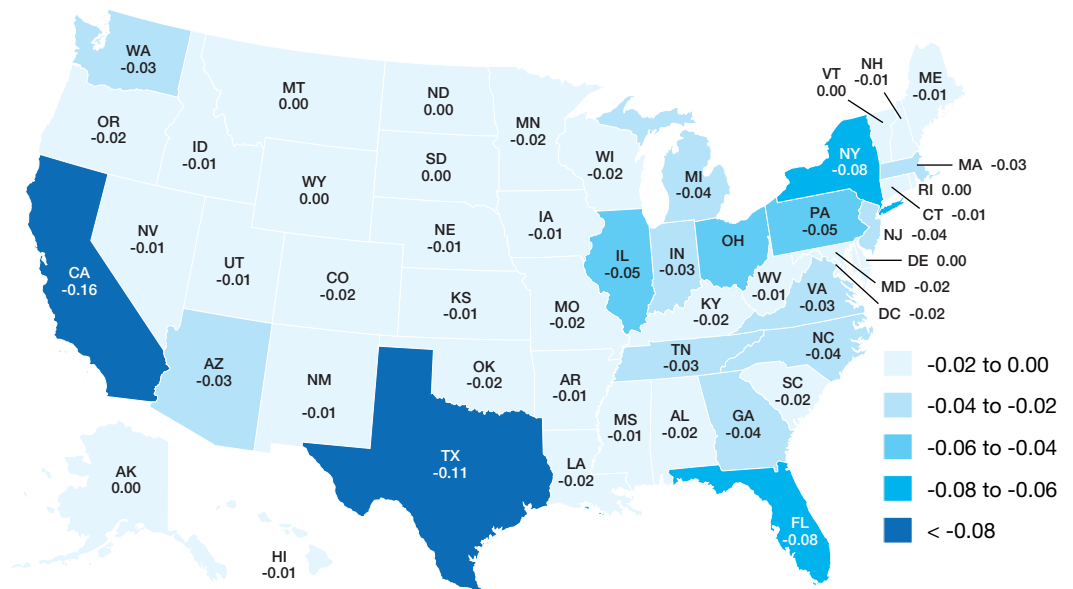 WA
-0.03
MT
0.00
ND
0.00
MN
-0.02
VT
0.00
NH
-0.01
ME
-0.01
OR
-0.02
ID
-0.01
SD
0.00
WI
-0.02
MI
-0.04
NY
-0.08
MA -0.03
RI 0.00
CT -0.01
NJ -0.04
DE 0.00
MD -0.02
DC -0.02
WY
0.00
NV
-0.01
NE
-0.01
IA
-0.01
IL
-0.05
IN
-0.03
OH
PA
-0.05
CA
-0.16
UT
-0.01
CO
-0.02
KS
-0.01
MO
-0.02
KY
-0.02
WV
-0.01
VA
-0.03
AZ
-0.03
NM
-0.01
OK
-0.02
AR
-0.01
TN
-0.03
NC
-0.04
SC
-0.02
MS
-0.01
AL
-0.02
GA
-0.04
TX
-0.11
LA
-0.02
FL
-0.08
AK
0.00
HI
-0.01
-0.02 to 0.00
-0.04 to -0.02
-0.06 to -0.04
-0.08 to -0.06
< -0.08